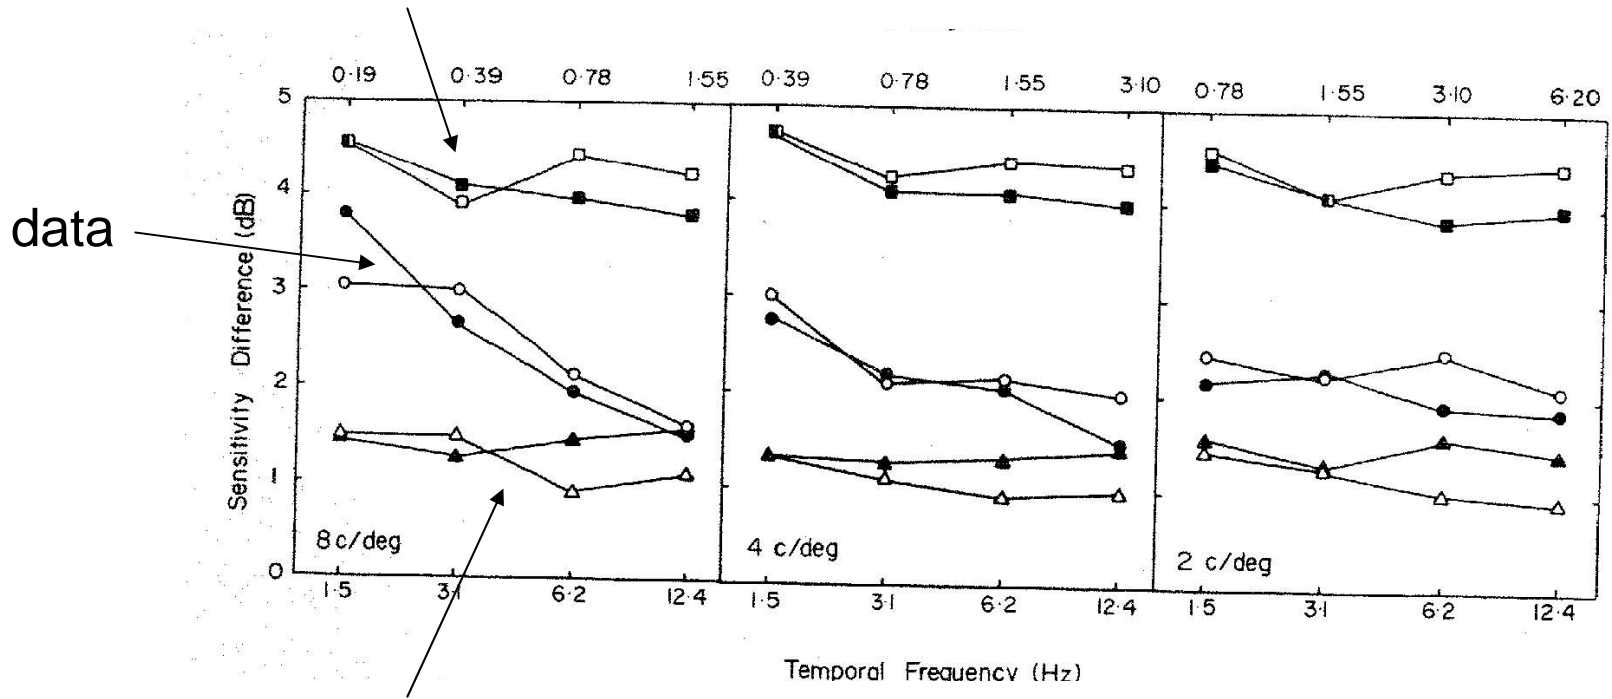 0·19 0·39 0·78 1·55 0·39 0·78 1·55 3·10 0·78 1·55 3·10 6·20
5
4
data
3
2
1
0
Sensitivity Difference (dB)
8 c/deg 4 c/deg 2 c/deg
1·5 3·1 6·2 12·4 1·5 3·1 6·2 12·4 1·5 3·1 6·2 12·4
Temporal Frequency (Hz)